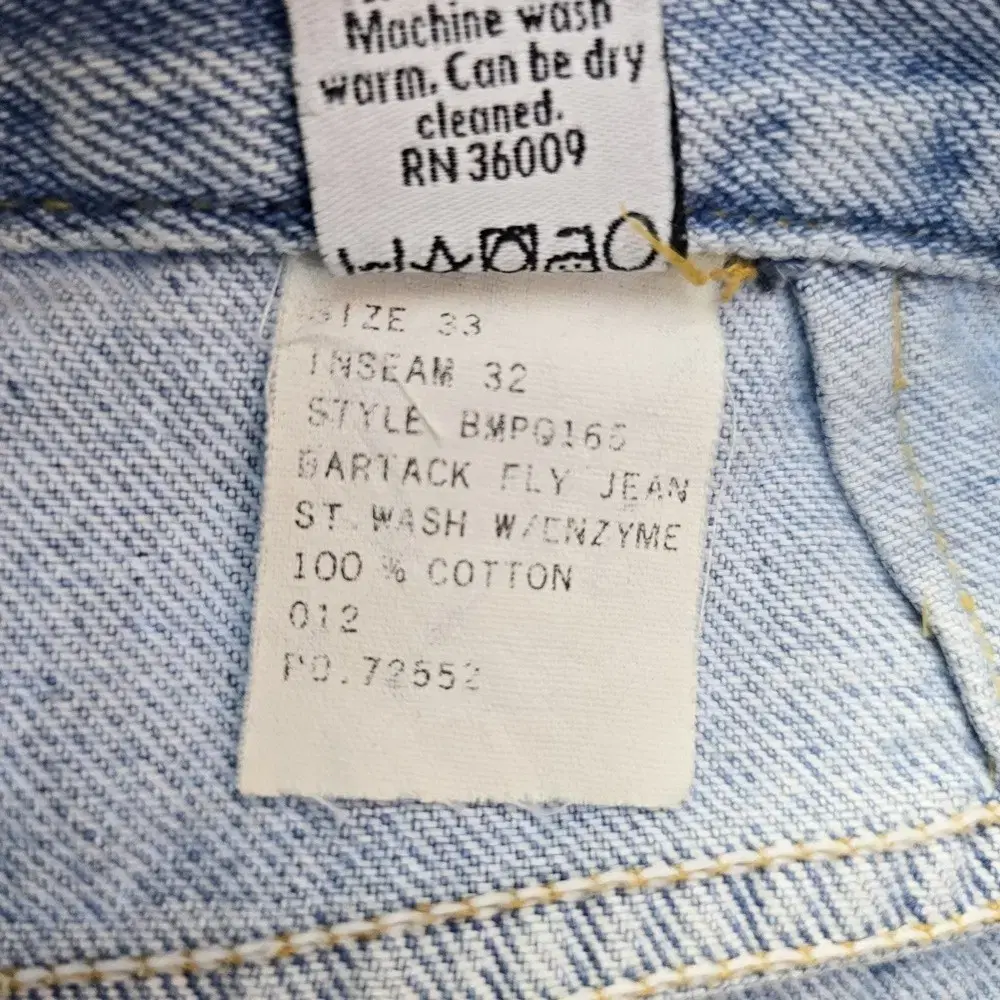 Machine wash
warm. Can be dry
cleaned.
RN 36009
SIZE 33
INSEAM 32
STYLE BMPQ165
BARTACK FLY JEAN
ST. WASH W/ENZYME
100 % COTTON
012
PO.72552